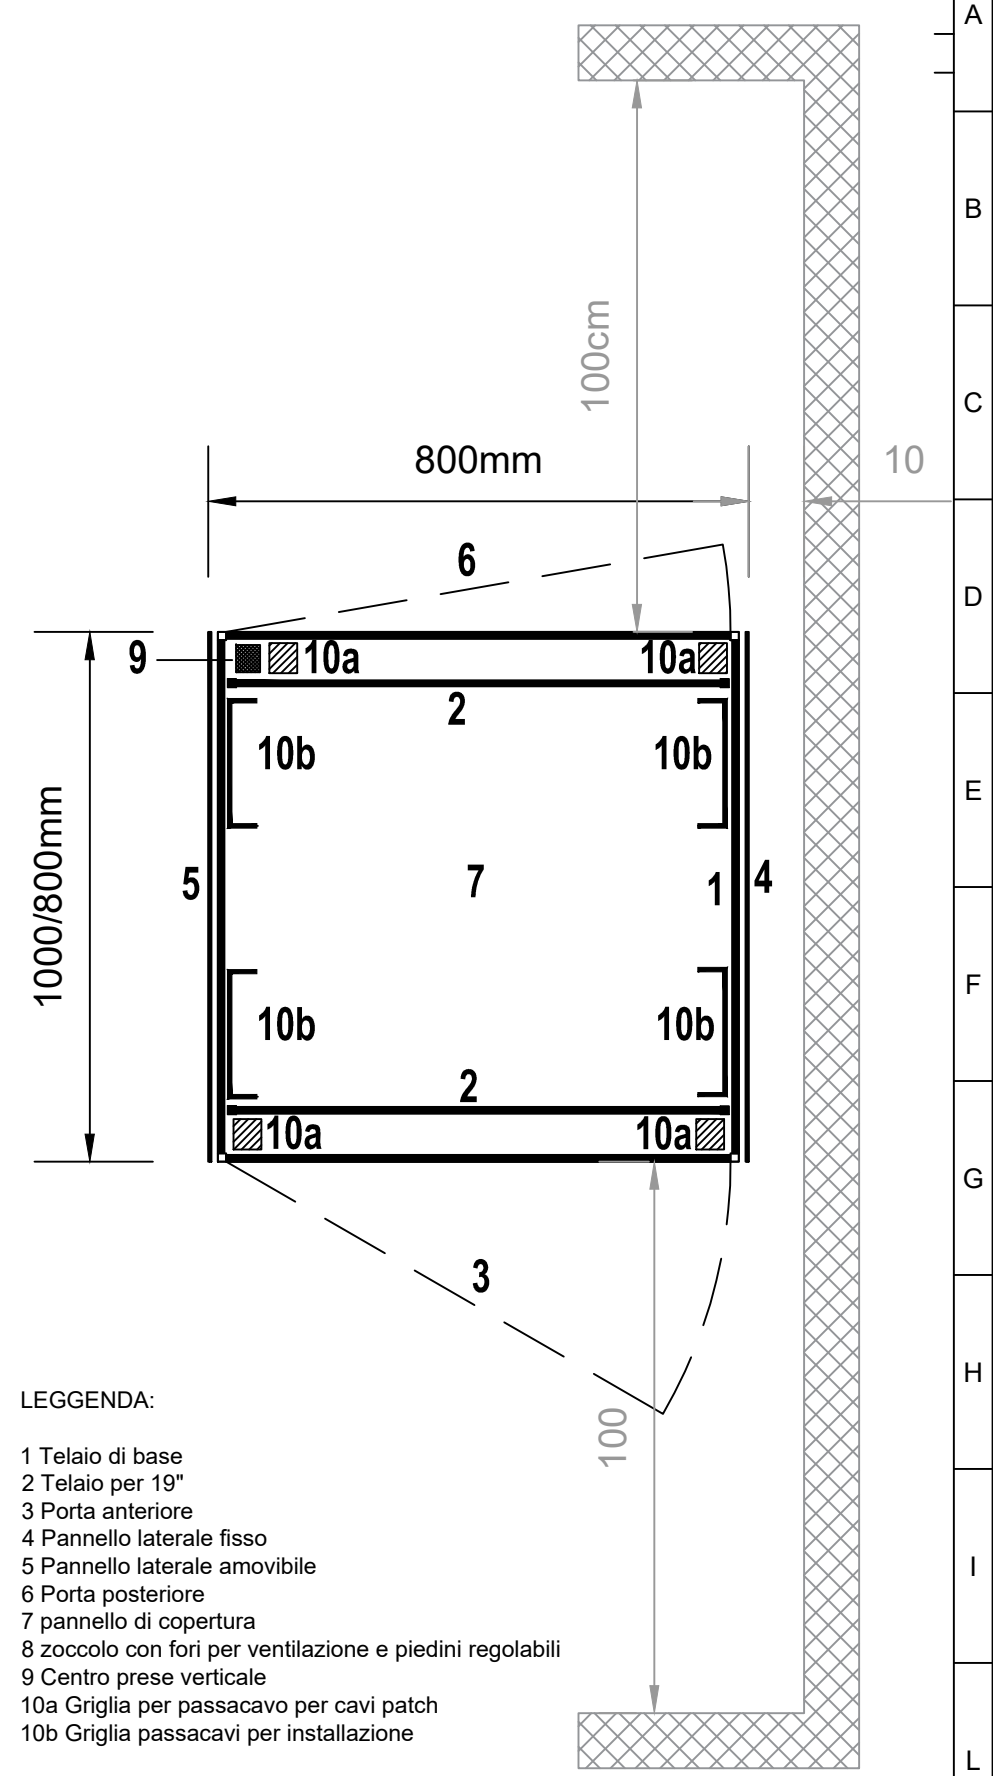 A
B
100cm
C
800mm
10
6
D
9
10a
10a
2
10b
10b
E
1000/800mm
5
7
1
4
F
10b
10b
2
10a
10a
G
3
H
LEGGENDA:
100
1 Telaio di base
2 Telaio per 19"
3 Porta anteriore
4 Pannello laterale fisso
5 Pannello laterale amovibile
6 Porta posteriore
7 pannello di copertura
8 zoccolo con fori per ventilazione e piedini regolabili
9 Centro prese verticale
10a Griglia per passacavo per cavi patch
10b Griglia passacavi per installazione
I
L